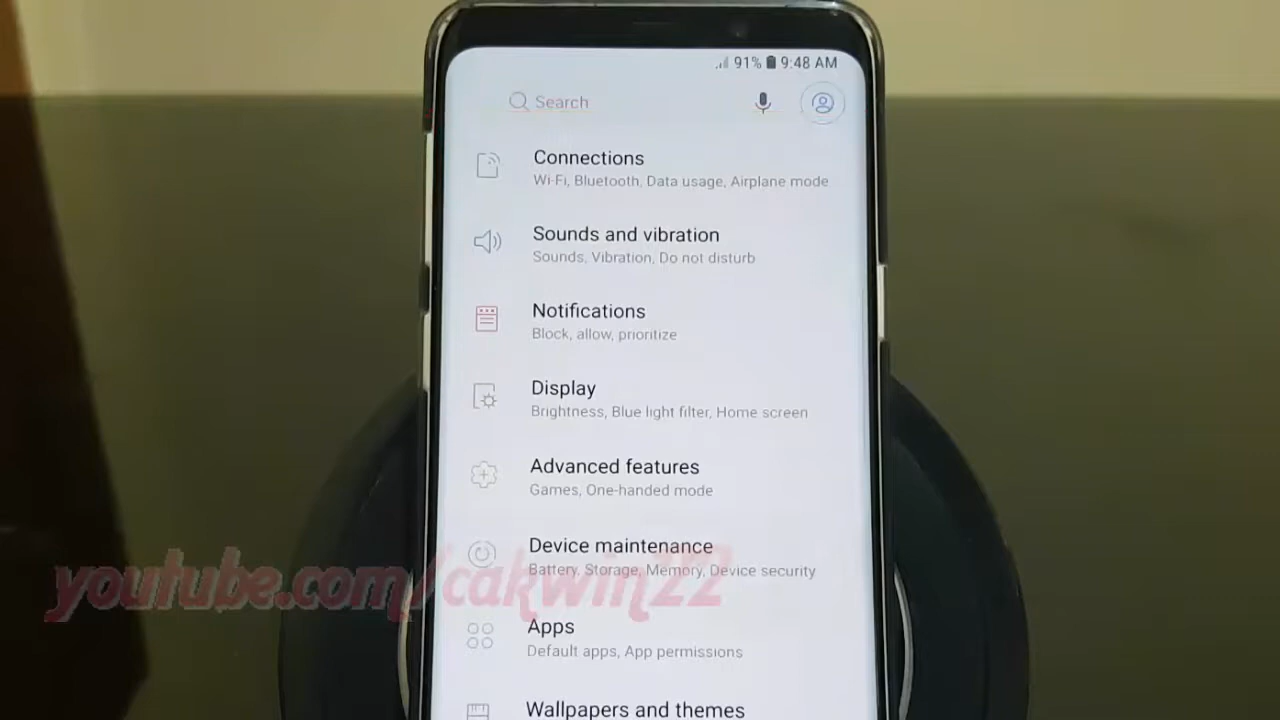 91% 9:48 AM
Search
Connections
Wi-Fi, Bluetooth, Data usage, Airplane mode
Sounds and vibration
Sounds, Vibration, Do not disturb
Notifications
Block, allow, prioritize
Display
Brightness, Blue light filter, Home screen
Advanced features
Games, One-handed mode
Device maintenance
Battery, Storage, Memory, Device security
youtube.com/cakwin22
Apps
Default apps, App permissions
Wallpapers and themes